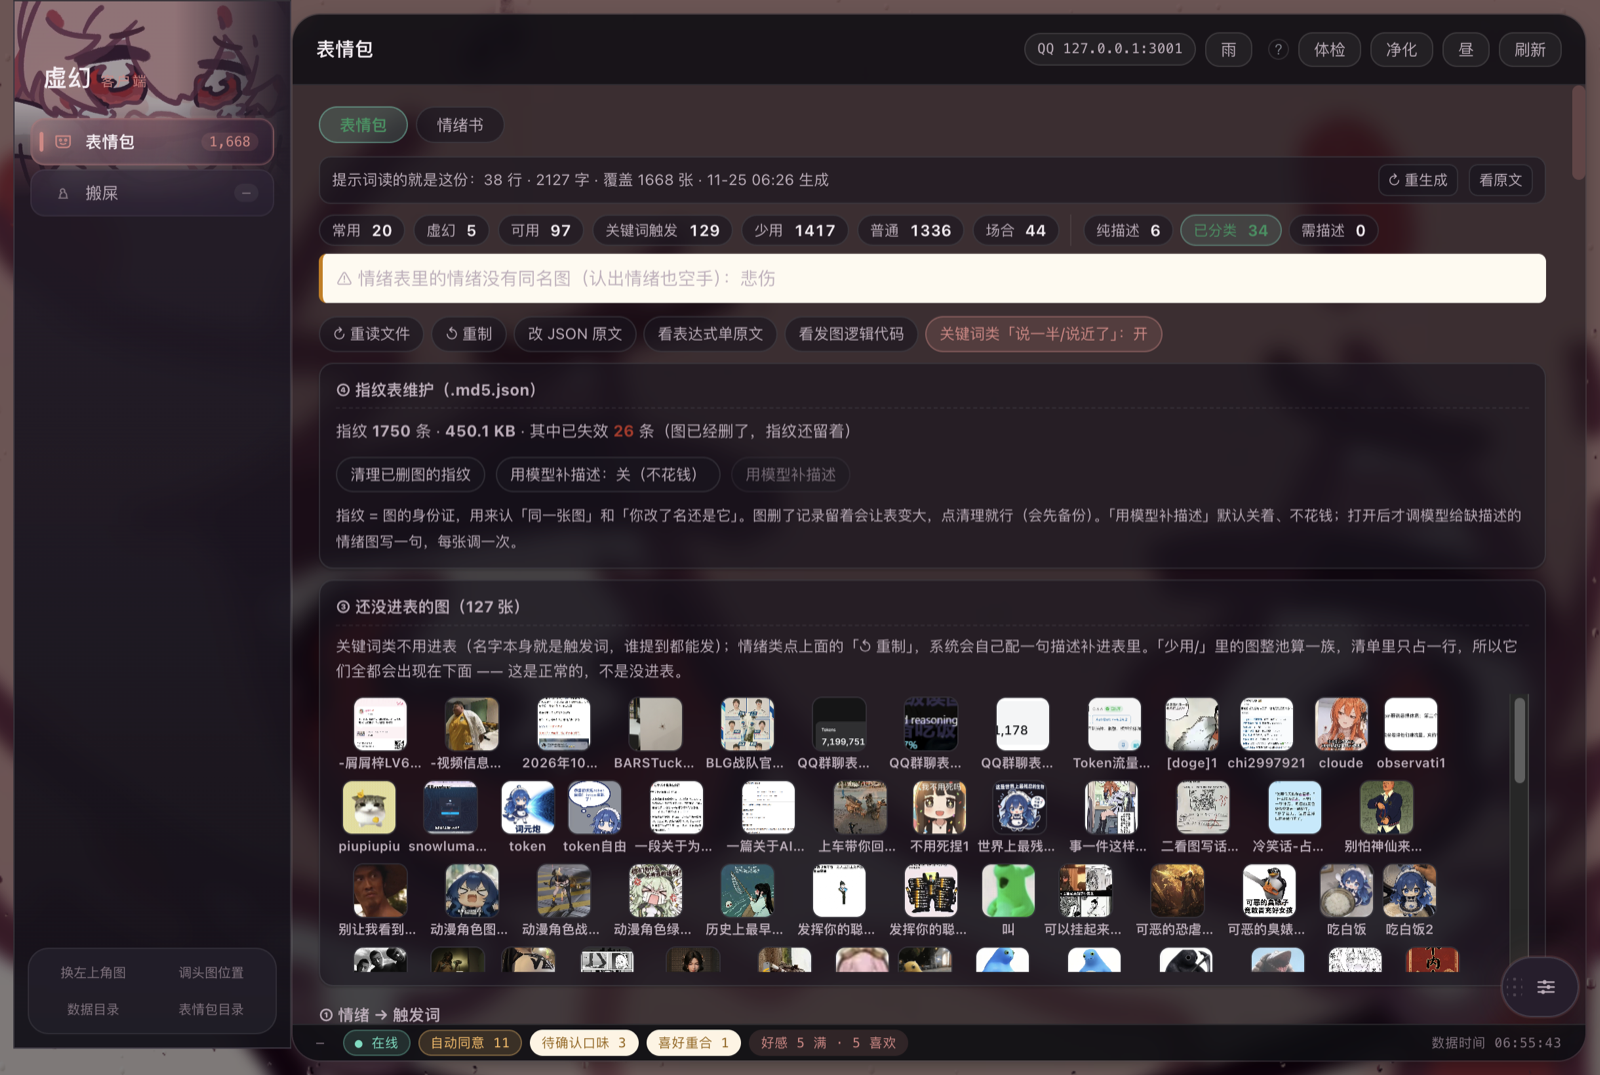 虚幻 客户端
表情包 1,668
搬屎 −
换左上角图 调头图位置
数据目录 表情包目录
表情包
QQ 127.0.0.1:3001 雨 ? 体检 净化 昼 刷新
表情包 情绪书
提示词读的就是这份：38 行 · 2127 字 · 覆盖 1668 张 · 11-25 06:26 生成 重生成 看原文
常用 20 虚幻 5 可用 97 关键词触发 129 少用 1417 普通 1336 场合 44 纯描述 6 已分类 34 需描述 0
⚠ 情绪表里的情绪没有同名图（认出情绪也空手）：悲伤
↻ 重读文件 ↺ 重制 改 JSON 原文 看表达式单原文 看发图逻辑代码 关键词类「说一半/说近了」：开
④ 指纹表维护（.md5.json）
指纹 1750 条 · 450.1 KB · 其中已失效 26 条（图已经删了，指纹还留着）
清理已删图的指纹 用模型补描述：关（不花钱） 用模型补描述
指纹 = 图的身份证，用来认「同一张图」和「你改了名还是它」。图删了记录留着会让表变大，点清理就行（会先备份）。「用模型补描述」默认关着、不花钱；打开后才调模型给缺描述的
情绪图写一句，每张调一次。
③ 还没进表的图（127 张）
关键词类不用进表（名字本身就是触发词，谁提到都能发）；情绪类点上面的「↺ 重制」，系统会自己配一句描述补进表里。「少用/」里的图整池算一族，清单里只占一行，所以它
们全都会出现在下面 —— 这是正常的，不是没进表。
Tokens
7,199,751
reasoning
7%
1,178
-屑屑梓LV6... -视频信息... 2026年10... BARSTuck... BLG战队官... QQ群聊表... QQ群聊表... QQ群聊表... Token流量... [doge]1 chi2997921 cloude observati1
词元炮
piupiupiu snowluma... token token自由 一段关于为... 一篇关于AI... 上车带你回... 不用死捏1 世界上最残... 事一件这样... 二看图写话... 冷笑话-占... 别怕神仙来...
别让我看到... 动漫角色图... 动漫角色战... 动漫角色绿... 历史上最早... 发挥你的聪... 发挥你的聪... 叫 可以挂起来... 可恶的恐虐... 可恶的臭婊... 吃白饭 吃白饭2
① 情绪 → 触发词
− 在线 自动同意 11 待确认口味 3 喜好重合 1 好感 5 满 · 5 喜欢 数据时间 06:55:43